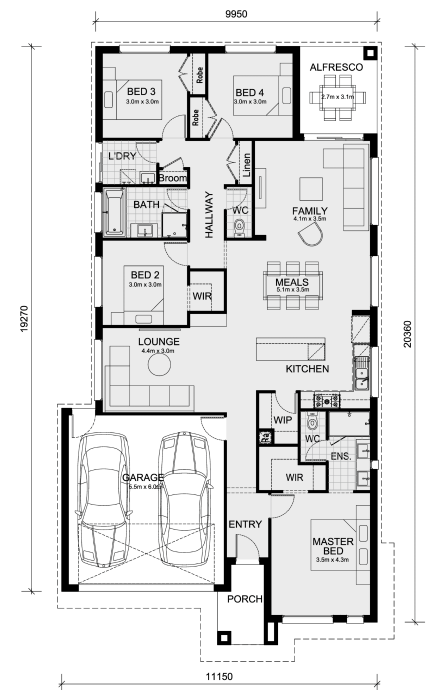 9950
ALFRESCO
2.7m x 3.1m
BED 3
3.0m x 3.0m
Robe
BED 4
3.0m x 3.0m
Robe
L'DRY
Broom
Linen
BATH
HALLWAY
WC
FAMILY
4.1m x 3.5m
BED 2
3.0m x 3.0m
WIR
MEALS
5.1m x 3.5m
19270
20360
LOUNGE
4.4m x 3.0m
KITCHEN
WIP
Ra
WC
ENS.
GARAGE
5.5m x 6.0m
WIR
ENTRY
MASTER
BED
3.5m x 4.3m
PORCH
11150